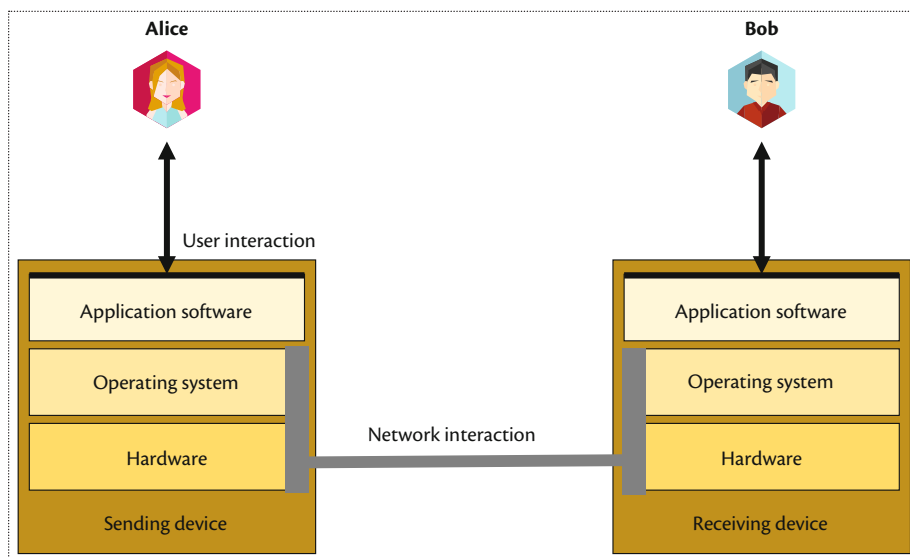 Alice
Bob
User interaction
Application software
Application software
Operating system
Operating system
Network interaction
Hardware
Hardware
Sending device
Receiving device